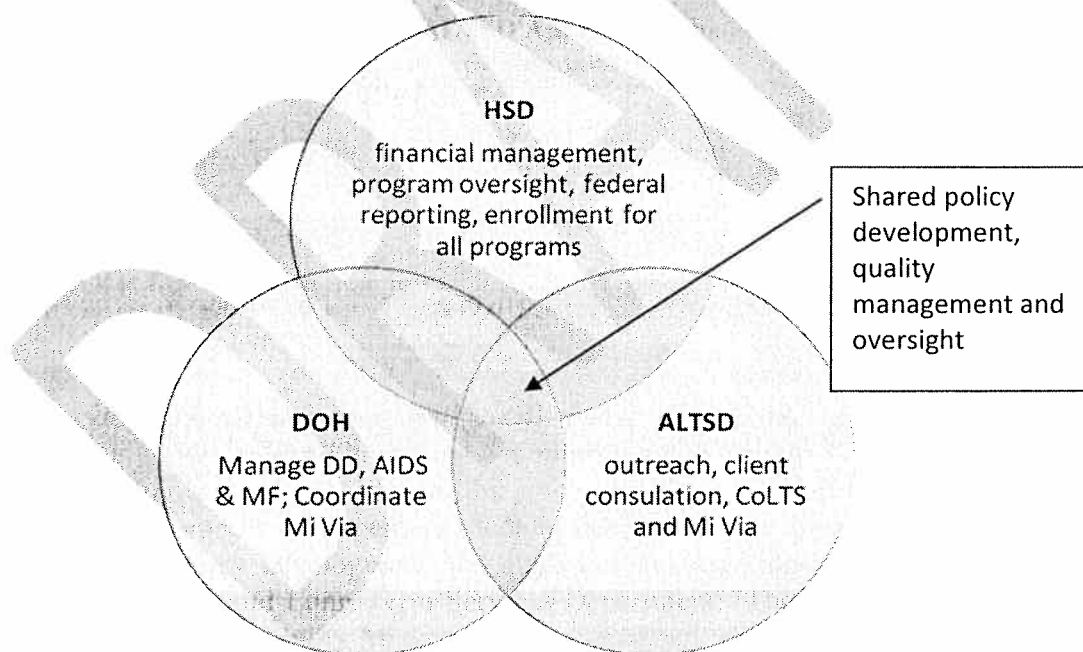 HSD
financial management,
program oversight, federal
reporting, enrollment for
all programs
Shared policy
development,
quality
management and
oversight
DOH
Manage DD, AIDS
& MF; Coordinate
Mi Via
ALTSD
outreach, client
consulation, CoLTS
and Mi Via
DRAFT